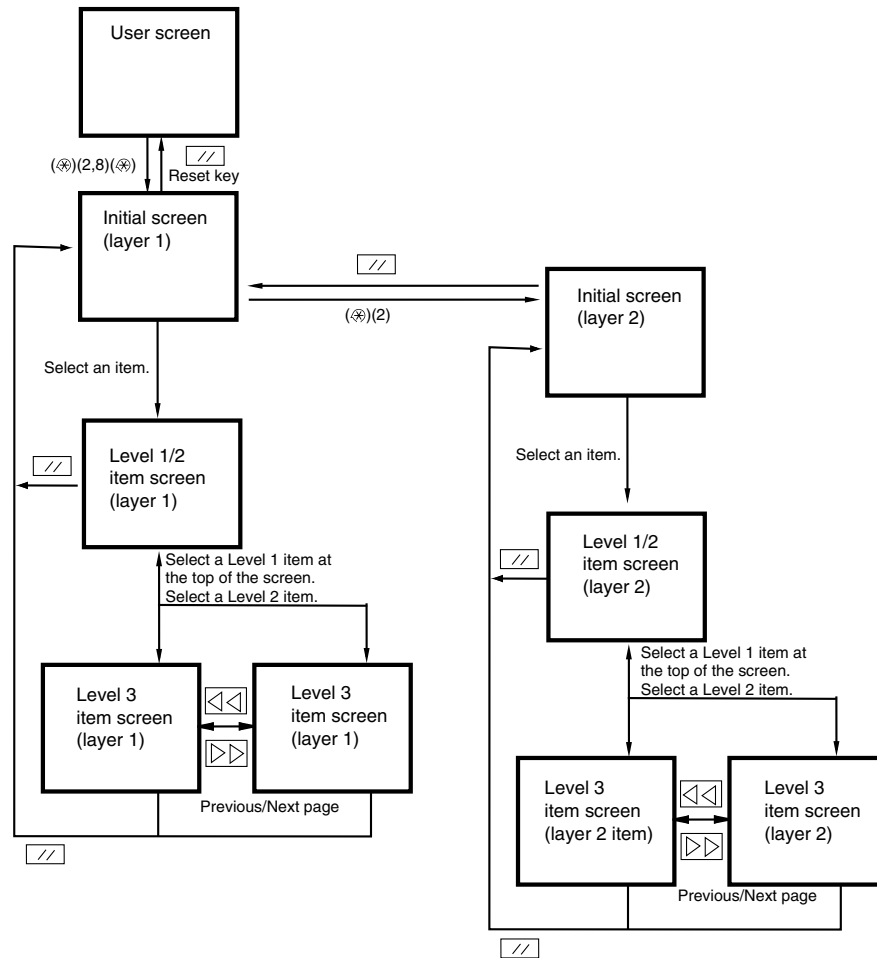 User screen
(⊛)(2,8)(⊛)
//
Reset key
Initial screen
(layer 1)
//
(⊛)(2)
Initial screen
(layer 2)
Select an item.
Level 1/2
item screen
(layer 1)
//
Select an item.
Level 1/2
item screen
(layer 2)
//
Select a Level 1 item at
the top of the screen.
Select a Level 2 item.
Level 3
item screen
(layer 1)
Level 3
item screen
(layer 1)
Previous/Next page
//
Select a Level 1 item at
the top of the screen.
Select a Level 2 item.
Level 3
item screen
(layer 2 item)
Level 3
item screen
(layer 2)
Previous/Next page
//